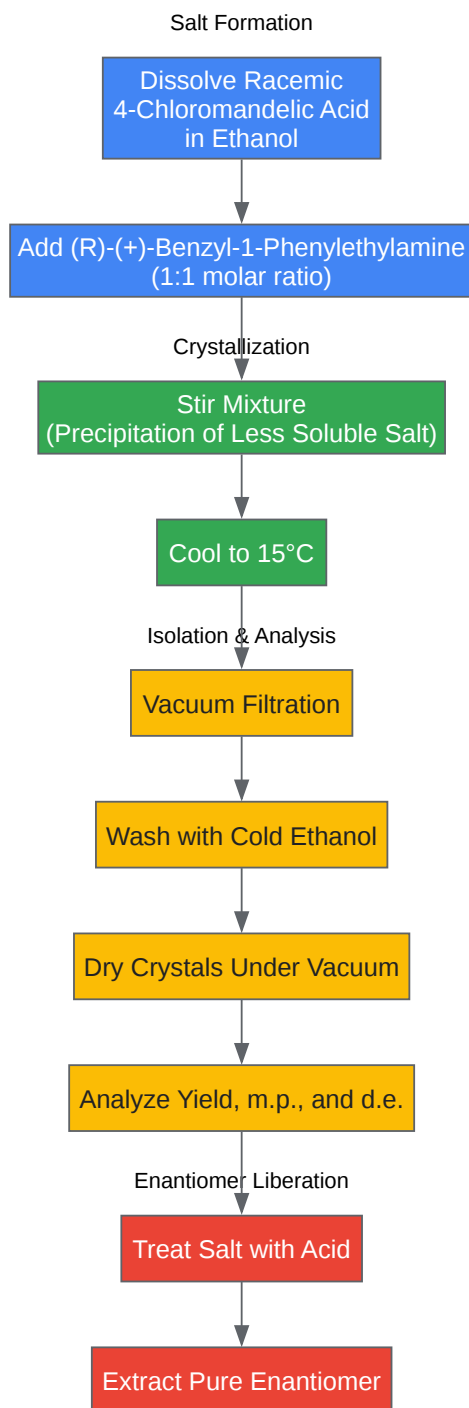 Salt Formation
Dissolve Racemic
4-Chloromandelic Acid
in Ethanol
Add (R)-(+)-Benzyl-1-Phenylethylamine
(1:1 molar ratio)
Crystallization
Stir Mixture
(Precipitation of Less Soluble Salt)
Cool to 15°C
Isolation & Analysis
Vacuum Filtration
Wash with Cold Ethanol
Dry Crystals Under Vacuum
Analyze Yield, m.p., and d.e.
Enantiomer Liberation
Treat Salt with Acid
Extract Pure Enantiomer